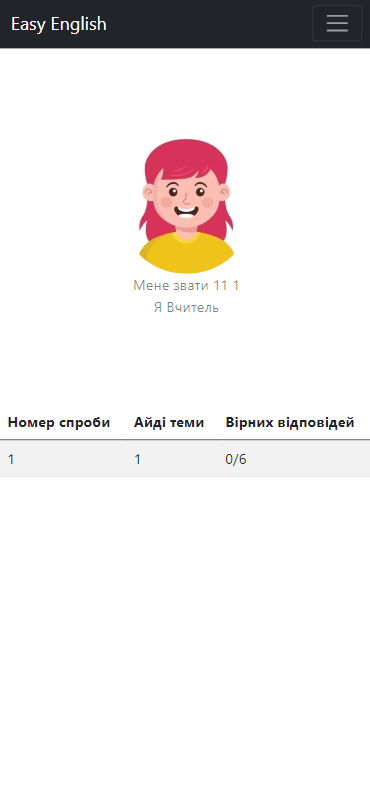 Easy English
Мене звати 11 1
Я Вчитель
Номер спроби Айді теми Вірних відповідей
1 1 0/6